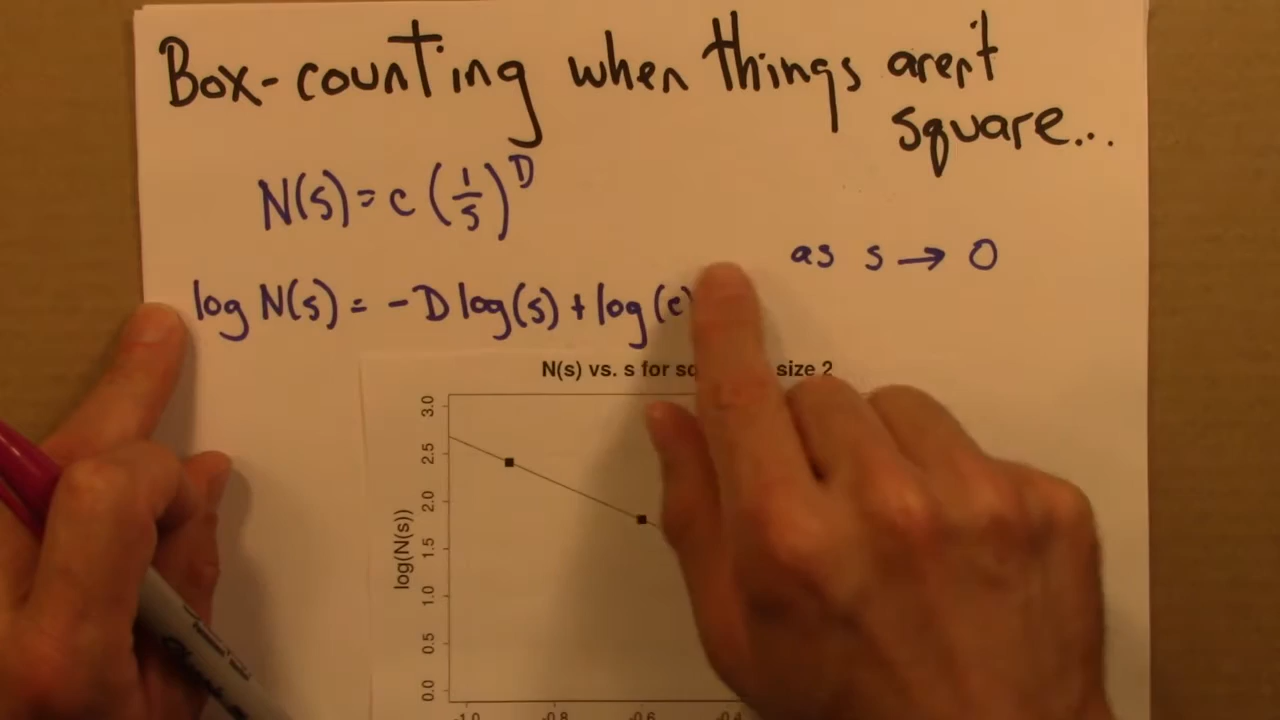 Box-counting when things aren't
square...
N(s) = c (1/s)^D
as s → 0
log N(s) = -D log(s) + log(c)
N(s) vs. s for size 2
3.0
2.5
2.0
1.5
1.0
0.5
0.0
log(N(s))
-1.0 -0.8 -0.6 -0.4